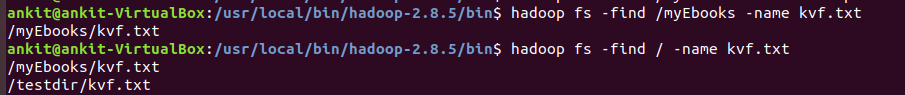 ankit@ankit-VirtualBox:/usr/local/bin/hadoop-2.8.5/bin$ hadoop fs -find /myEbooks -name kvf.txt
/myEbooks/kvf.txt
ankit@ankit-VirtualBox:/usr/local/bin/hadoop-2.8.5/bin$ hadoop fs -find / -name kvf.txt
/myEbooks/kvf.txt
/testdir/kvf.txt